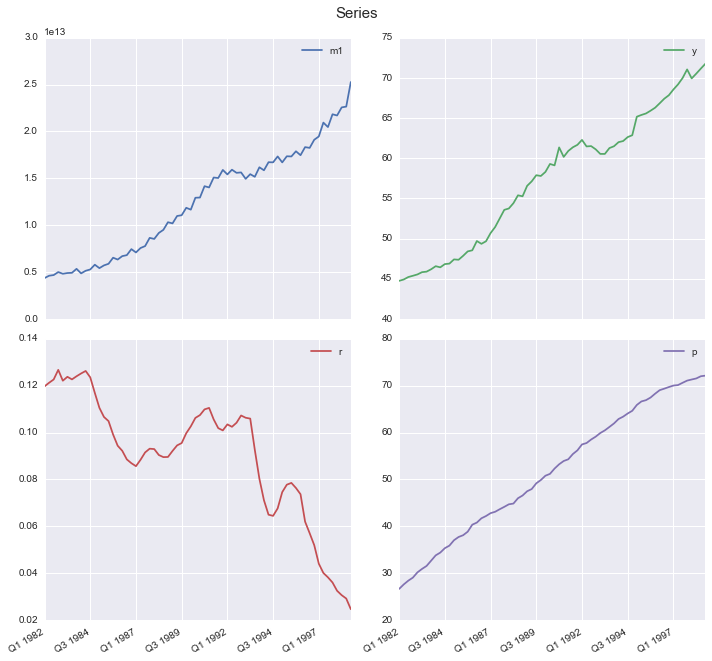 Series
1e13
3.0
2.5
2.0
1.5
1.0
0.5
0.0
m1
75
70
65
60
55
50
45
40
y
0.14
0.12
0.10
0.08
0.06
0.04
0.02
r
Q1 1982
Q3 1984
Q1 1987
Q3 1989
Q1 1992
Q3 1994
Q1 1997
80
70
60
50
40
30
20
p
Q1 1982
Q3 1984
Q1 1987
Q3 1989
Q1 1992
Q3 1994
Q1 1997